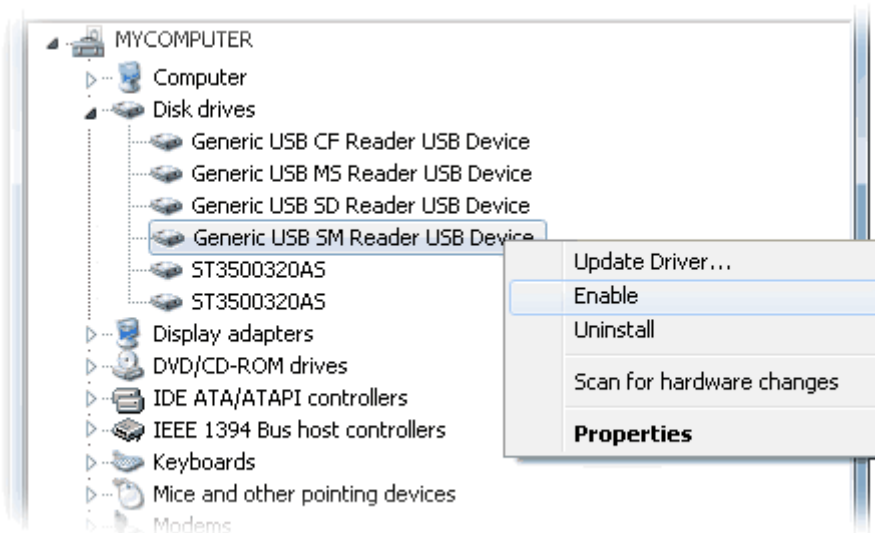 MYCOMPUTER
Computer
Disk drives
Generic USB CF Reader USB Device
Generic USB MS Reader USB Device
Generic USB SD Reader USB Device
Generic USB SM Reader USB Device
ST3500320AS
ST3500320AS
Display adapters
DVD/CD-ROM drives
IDE ATA/ATAPI controllers
IEEE 1394 Bus host controllers
Keyboards
Mice and other pointing devices
Modems
Update Driver...
Enable
Uninstall
Scan for hardware changes
Properties